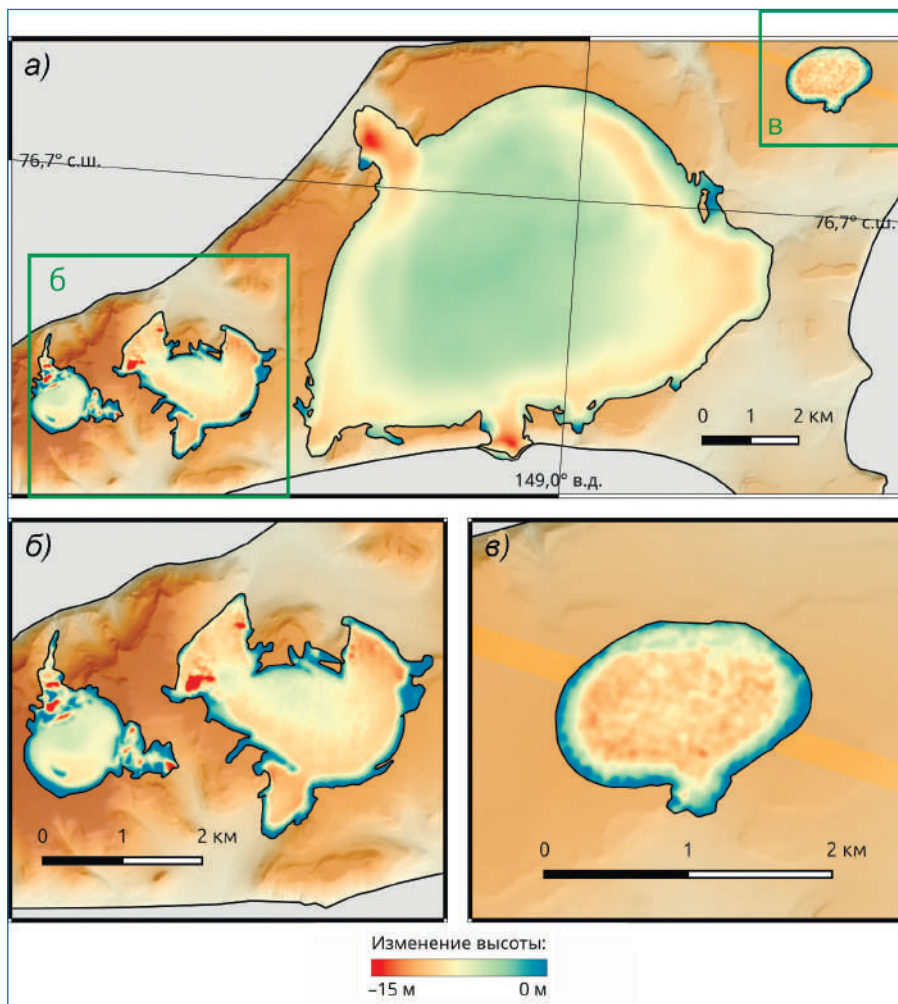 а)
в
76,7° с.ш.
76,7° с.ш.
б
0 1 2 км
149,0° в.д.
б)
в)
0 1 2 км
0 1 2 км
Изменение высоты:
–15 м 0 м